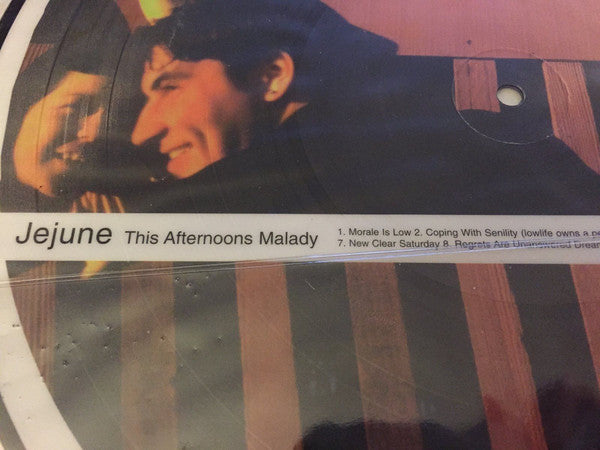 Jejune This Afternoons Malady
1. Morale Is Low 2. Coping With Senility (lowlife owns a
7. New Clear Saturday 8. Regrets Are Unanswered